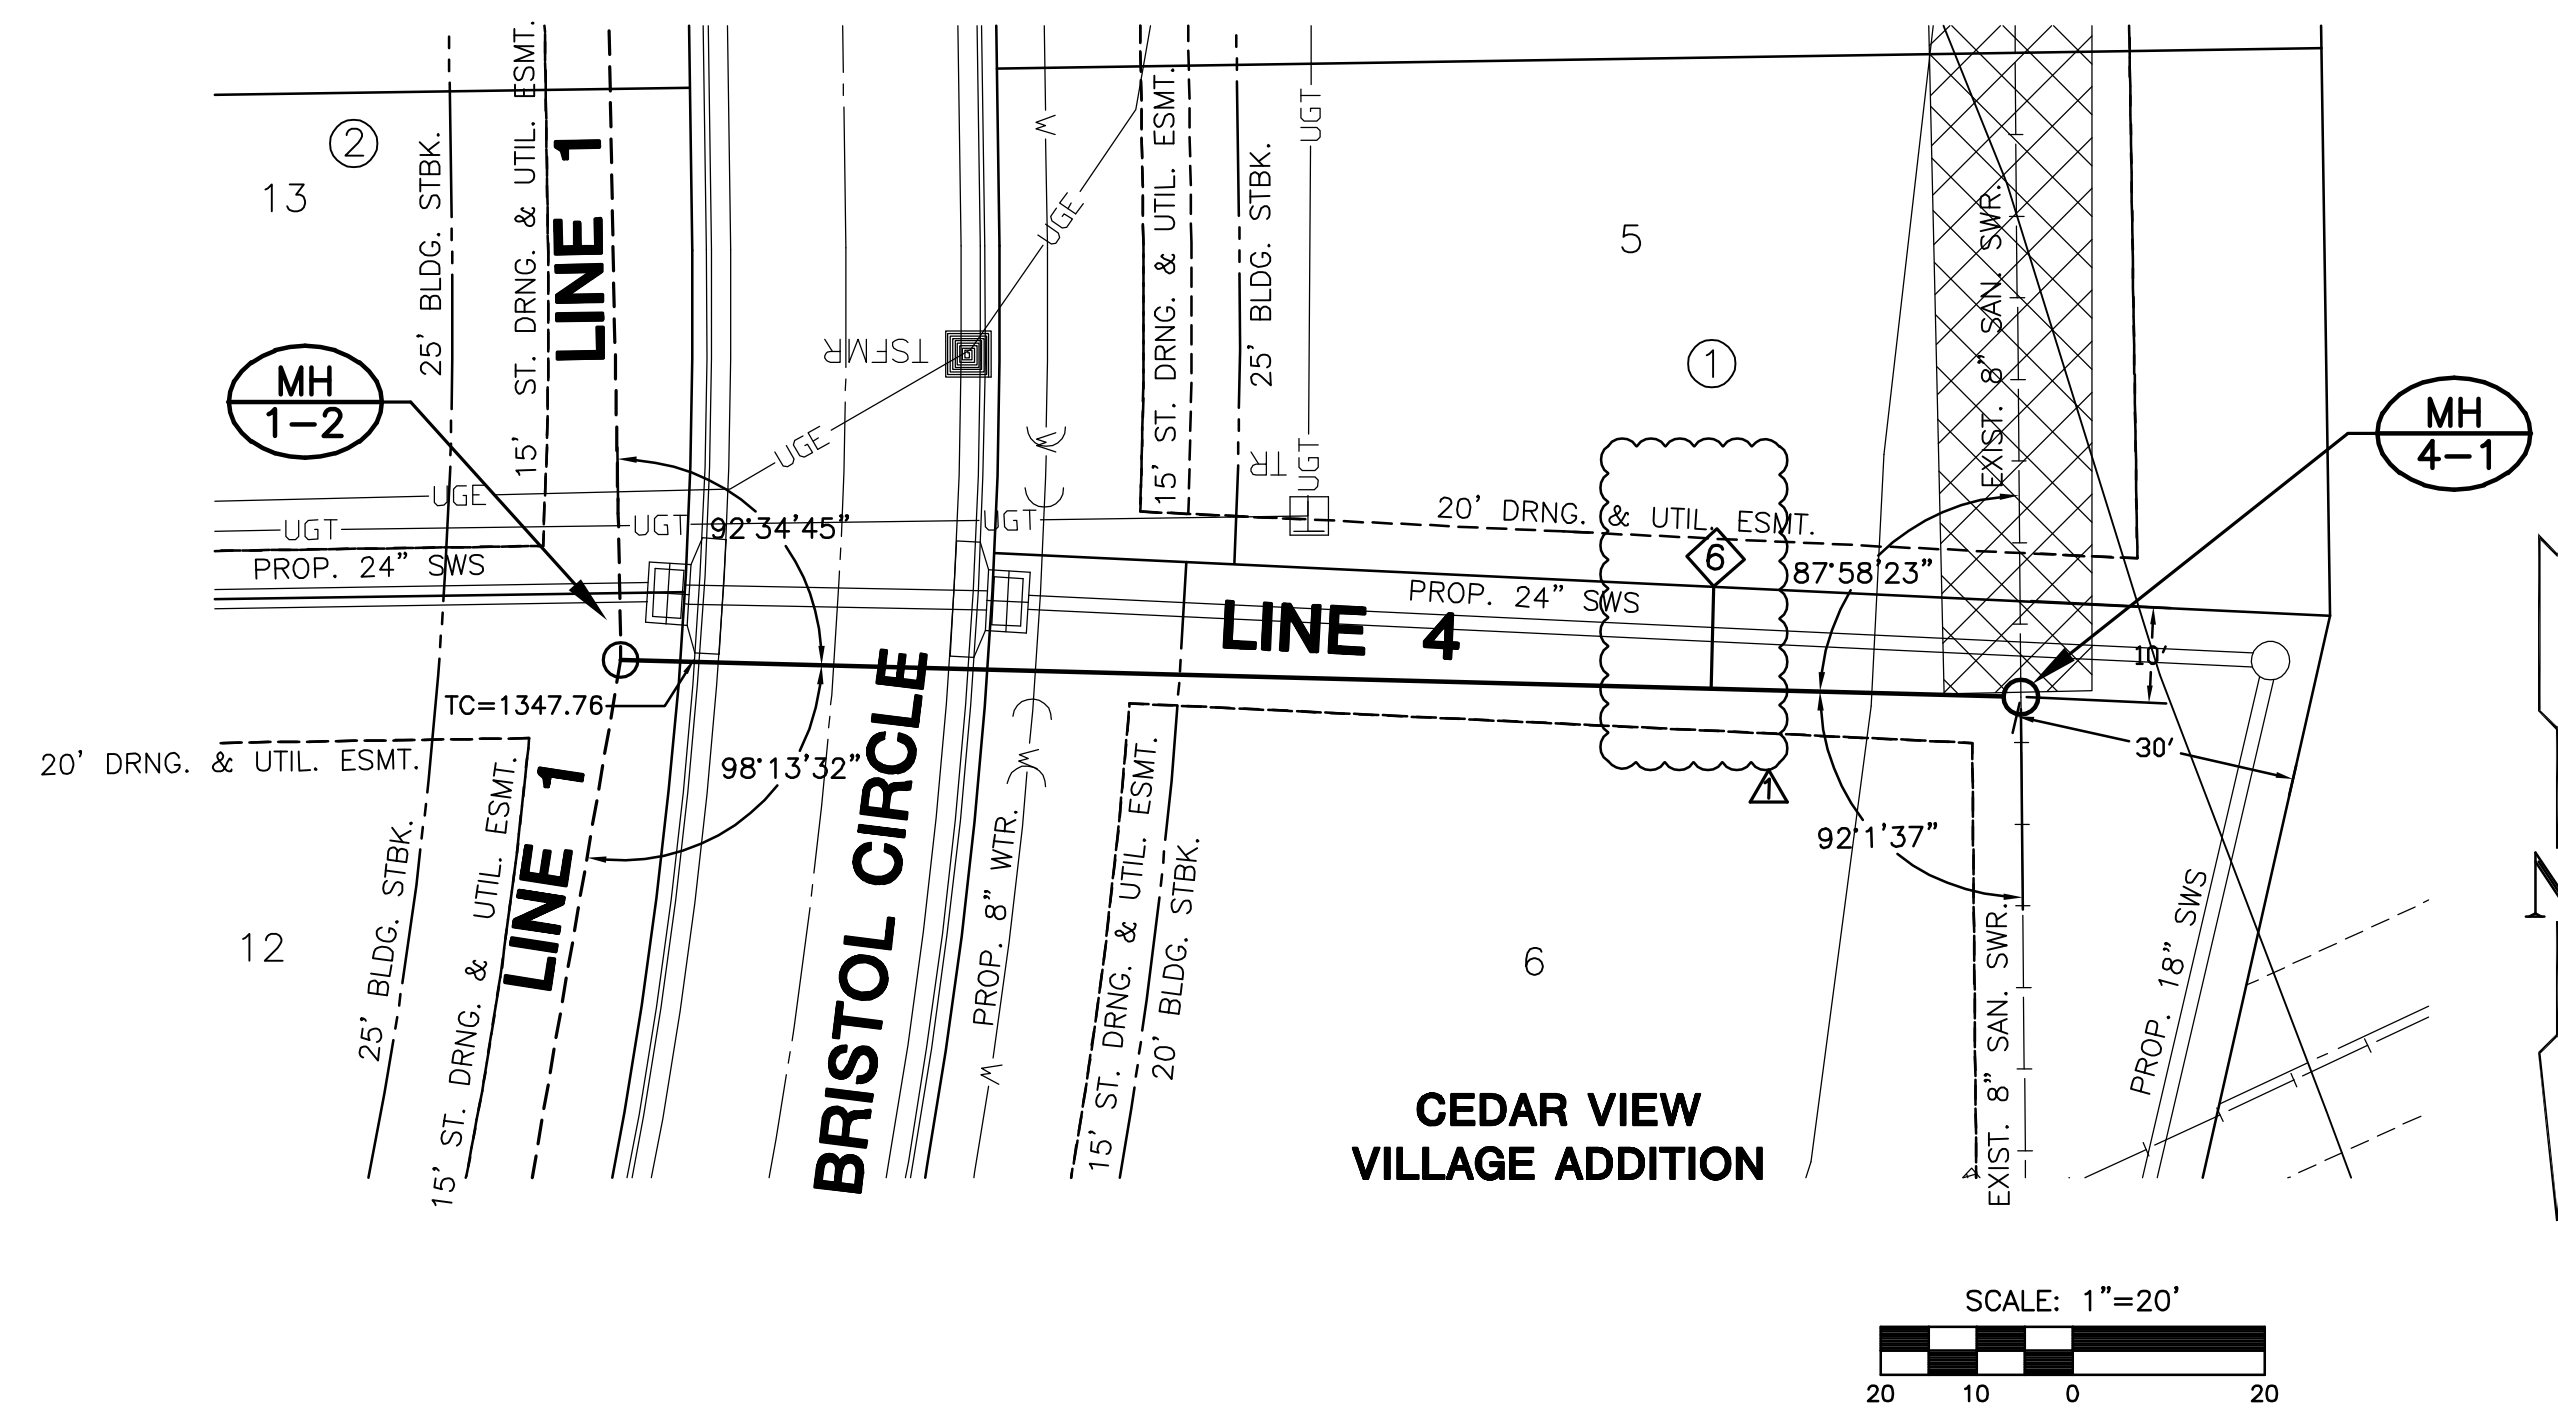 15' ST. DRNG. & UTIL. ESMT.
LINE 1
2
13
25' BLDG. STBK.
MH
1-2
UGE
UGT
PROP. 24" SWS
TSFMR
UGE
UGE
W
W
15' ST. DRNG. & UTIL. ESMT.
25' BLDG. STBK.
UGT
UGT
TR
5
1
EXIST. 8" SAN. SWR.
MH
4-1
UGT
92°34'45"
UGT
20' DRNG. & UTIL. ESMT.
6
87°58'23"
PROP. 24" SWS
LINE 4
10'
TC=1347.76
30'
20' DRNG. & UTIL. ESMT.
98°13'32"
1
92°1'37"
LINE 1
12
25' BLDG. STBK.
15' ST. DRNG. & UTIL. ESMT.
BRISTOL CIRCLE
W
PROP. 8" WTR.
W
15' ST. DRNG. & UTIL. ESMT.
20' BLDG. STBK.
6
EXIST. 8" SAN. SWR.
PROP. 18" SWS
CEDAR VIEW
VILLAGE ADDITION
SCALE: 1"=20'
20 10 0 20